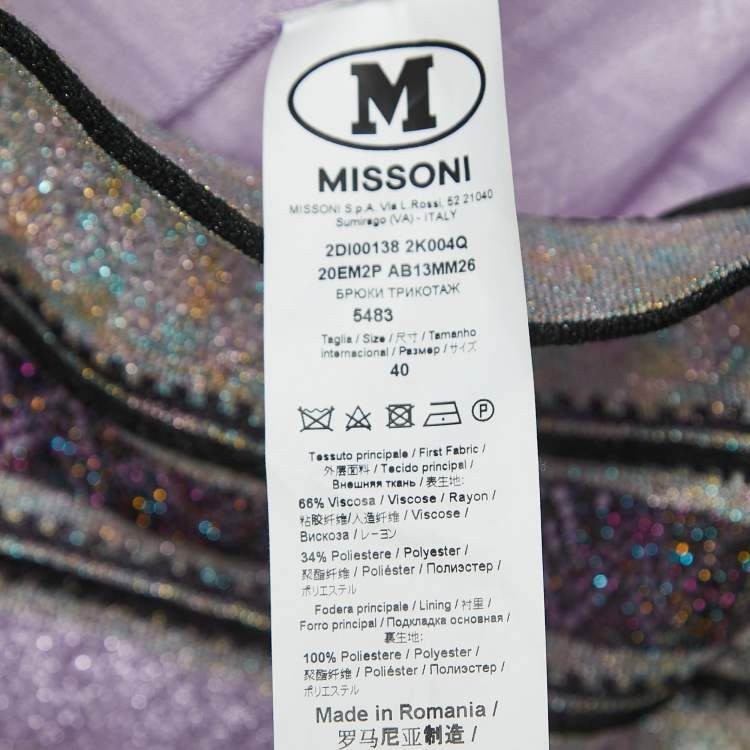 M
MISSONI
MISSONI S.p.A. Via L.Rossi, 52 21040
Sumirago (VA) - ITALY
2DI00138 2K004Q
20EM2P AB13MM26
БРЮКИ ТРИКОТАЖ
5483
Taglia / Size / 尺寸 / Tamanho
internacional / Размер / サイズ
40
P
Tessuto principale / First Fabric /
外层面料 / Tecido principal /
Внешняя ткань / 表生地:
66% Viscosa / Viscose / Rayon /
粘胶纤维/人造纤维 / Viscose /
Вискоза / レーヨン
34% Poliestere / Polyester /
聚酯纤维 / Poliéster / Полиэстер /
ポリエステル
Fodera principale / Lining / 衬里 /
Forro principal / Подкладка основная /
裏生地:
100% Poliestere / Polyester /
聚酯纤维 / Poliéster / Полиэстер /
ポリエステル
Made in Romania /
罗马尼亚制造 /